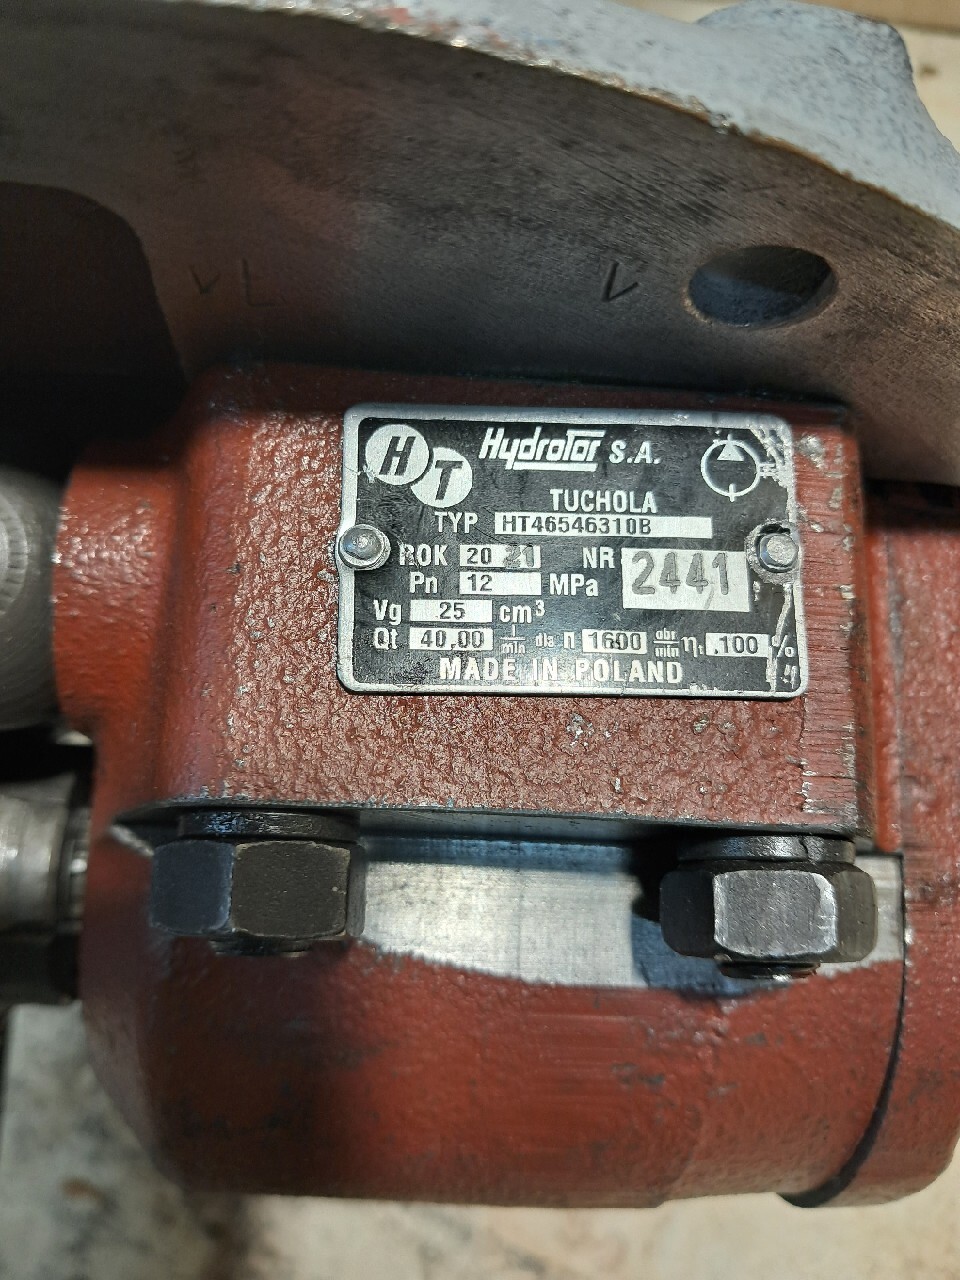 V L V
HT HydroTor S.A.
TUCHOLA
TYP HT46546310B
ROK 20 NR 2441
Pn 12 MPa
Vg 25 cm³
Qt 40,00 l/min dla n 1600 obr/min η₁ .100 %
MADE IN POLAND